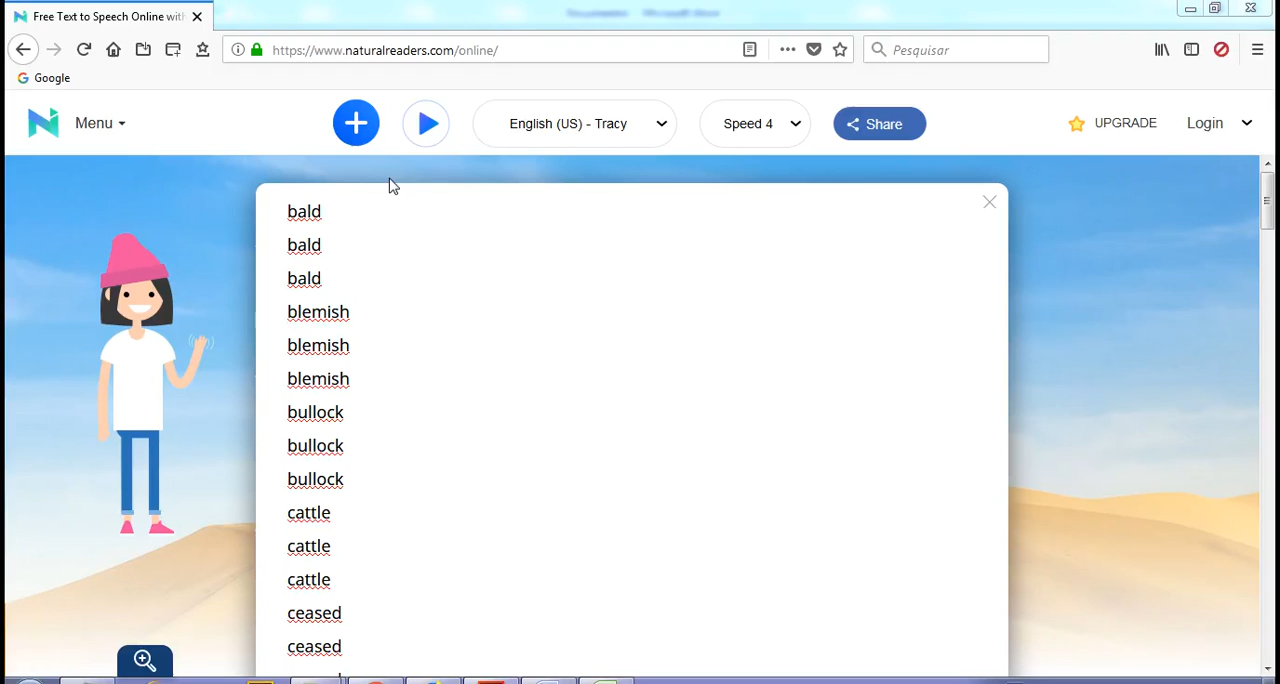 Free Text to Speech Online with
https://www.naturalreaders.com/online/
Pesquisar
Google
Menu
English (US) - Tracy
Speed 4
Share
UPGRADE
Login
bald
bald
bald
blemish
blemish
blemish
bullock
bullock
bullock
cattle
cattle
cattle
ceased
ceased